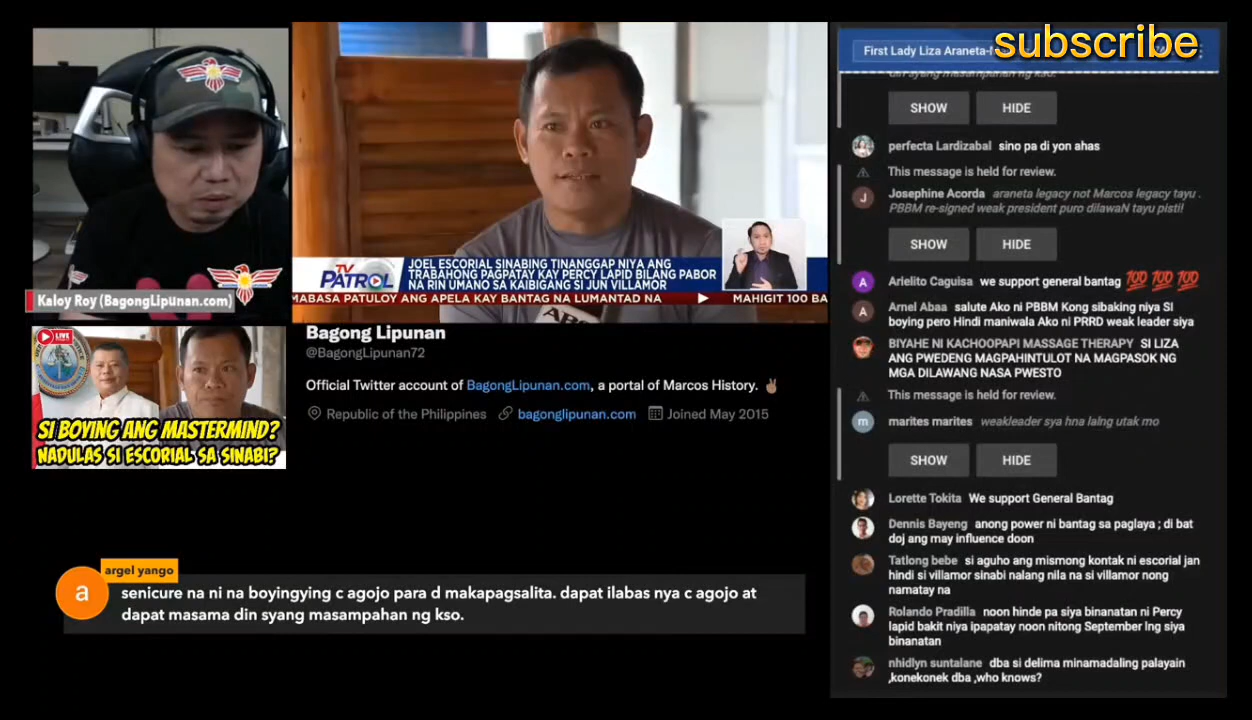 Kaloy Roy (BagongLipunan.com)
LIVE
SI BOYING ANG MASTERMIND?
NADULAS SI ESCORIAL SA SINABI?
TV PATROL
JOEL ESCORIAL SINABING TINANGGAP NIYA ANG
TRABAHONG PAGPATAY KAY PERCY LAPID BILANG PABOR
NA RIN UMANO SA KAIBIGANG SI JUN VILLAMOR
MABASA PATULOY ANG APELA KAY BANTAG NA LUMANTAD NA
MAHIGIT 100 BA
Bagong Lipunan
@BagongLipunan72
Official Twitter account of BagongLipunan.com, a portal of Marcos History. ✌🏽
Republic of the Philippines bagonglipunan.com Joined May 2015
a
argel yango
senicure na ni na boyingying c agojo para d makapagsalita. dapat ilabas nya c agojo at
dapat masama din syang masampahan ng kso.
subscribe
First Lady Liza Araneta-
din syang masampahan ng kso.
SHOW HIDE
perfecta Lardizabal sino pa di yon ahas
This message is held for review.
J
Josephine Acorda araneta legacy not Marcos legacy tayu .
PBBM re-signed weak president puro dilawaN tayu pisti!
SHOW HIDE
A
Arielito Caguisa we support general bantag 💯 💯 💯
A
Arnel Abaa salute Ako ni PBBM Kong sibaking niya SI
boying pero Hindi maniwala Ako ni PRRD weak leader siya
BIYAHE NI KACHOOPAPI MASSAGE THERAPY SI LIZA
ANG PWEDENG MAGPAHINTULOT NA MAGPASOK NG
MGA DILAWANG NASA PWESTO
This message is held for review.
m
marites marites weakleader sya hna lalng utak mo
SHOW HIDE
Lorette Tokita We support General Bantag
Dennis Bayeng anong power ni bantag sa paglaya ; di bat
doj ang may influence doon
Tatlong bebe si aguho ang mismong kontak ni escorial jan
hindi si villamor sinabi nalang nila na si villamor nong
namatay na
Rolando Pradilla noon hinde pa siya binanatan ni Percy
lapid bakit niya ipapatay noon nitong September lng siya
binanatan
nhidlyn suntalane dba si delima minamadaling palayain
,konekonek dba ,who knows?